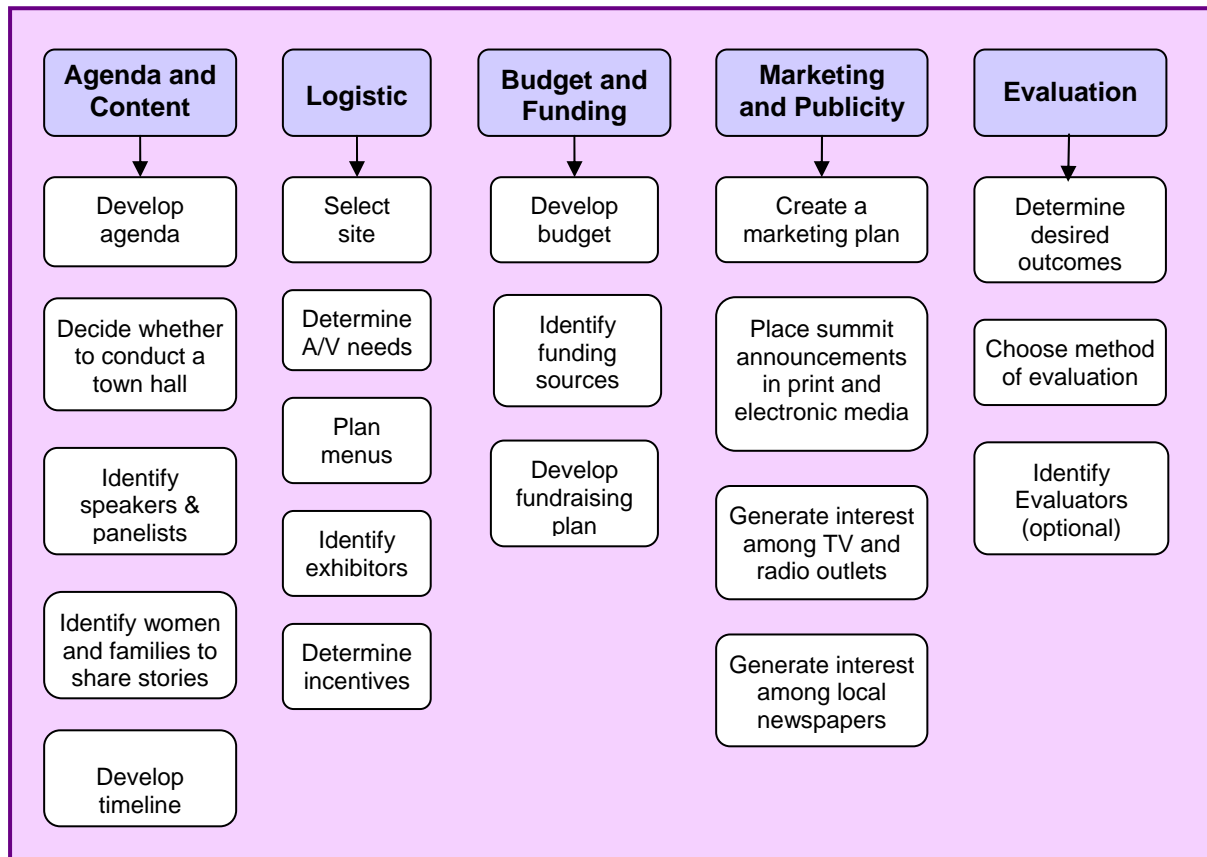 Agenda and
Content
Develop
agenda
Decide whether
to conduct a
town hall
Identify
speakers &
panelists
Identify women
and families to
share stories
Develop
timeline
Logistic
Select
site
Determine
A/V needs
Plan
menus
Identify
exhibitors
Determine
incentives
Budget and
Funding
Develop
budget
Identify
funding
sources
Develop
fundraising
plan
Marketing
and Publicity
Create a
marketing plan
Place summit
announcements
in print and
electronic media
Generate interest
among TV and
radio outlets
Generate interest
among local
newspapers
Evaluation
Determine
desired
outcomes
Choose method
of evaluation
Identify
Evaluators
(optional)